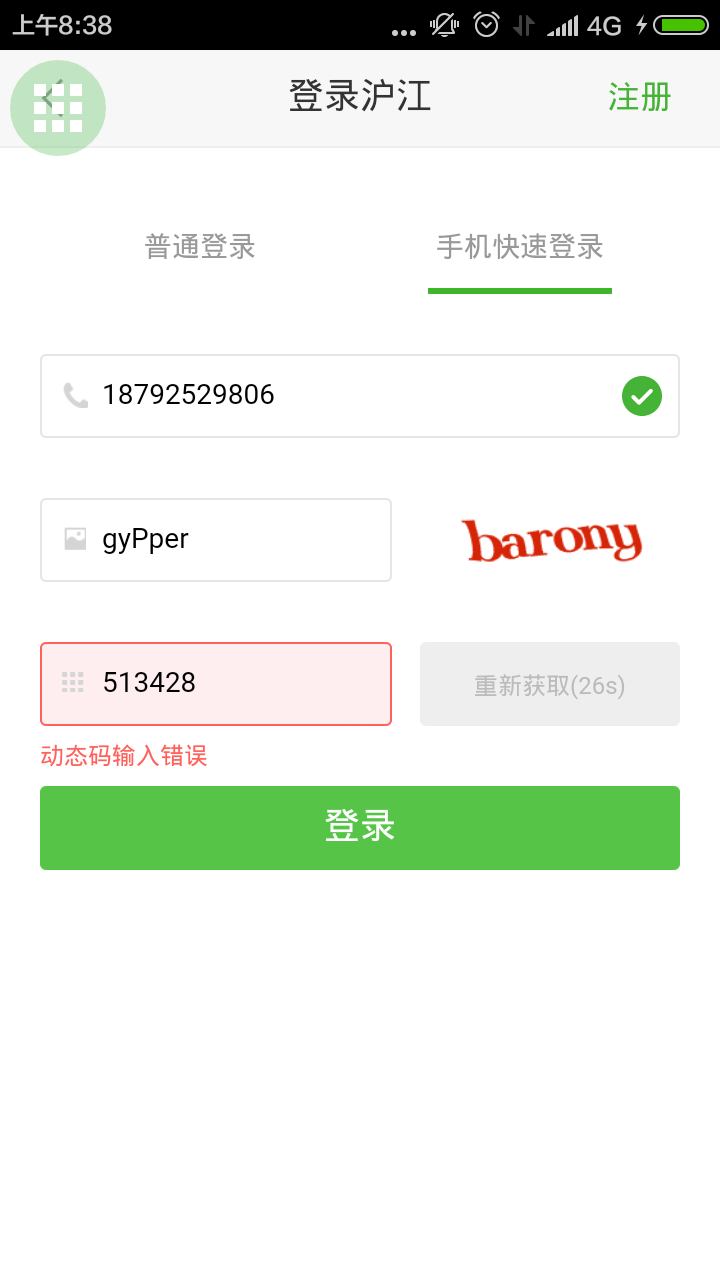 上午8:38
... 4G
登录沪江
注册
普通登录
手机快速登录
18792529806
gyPper
barony
513428
重新获取(26s)
动态码输入错误
登录